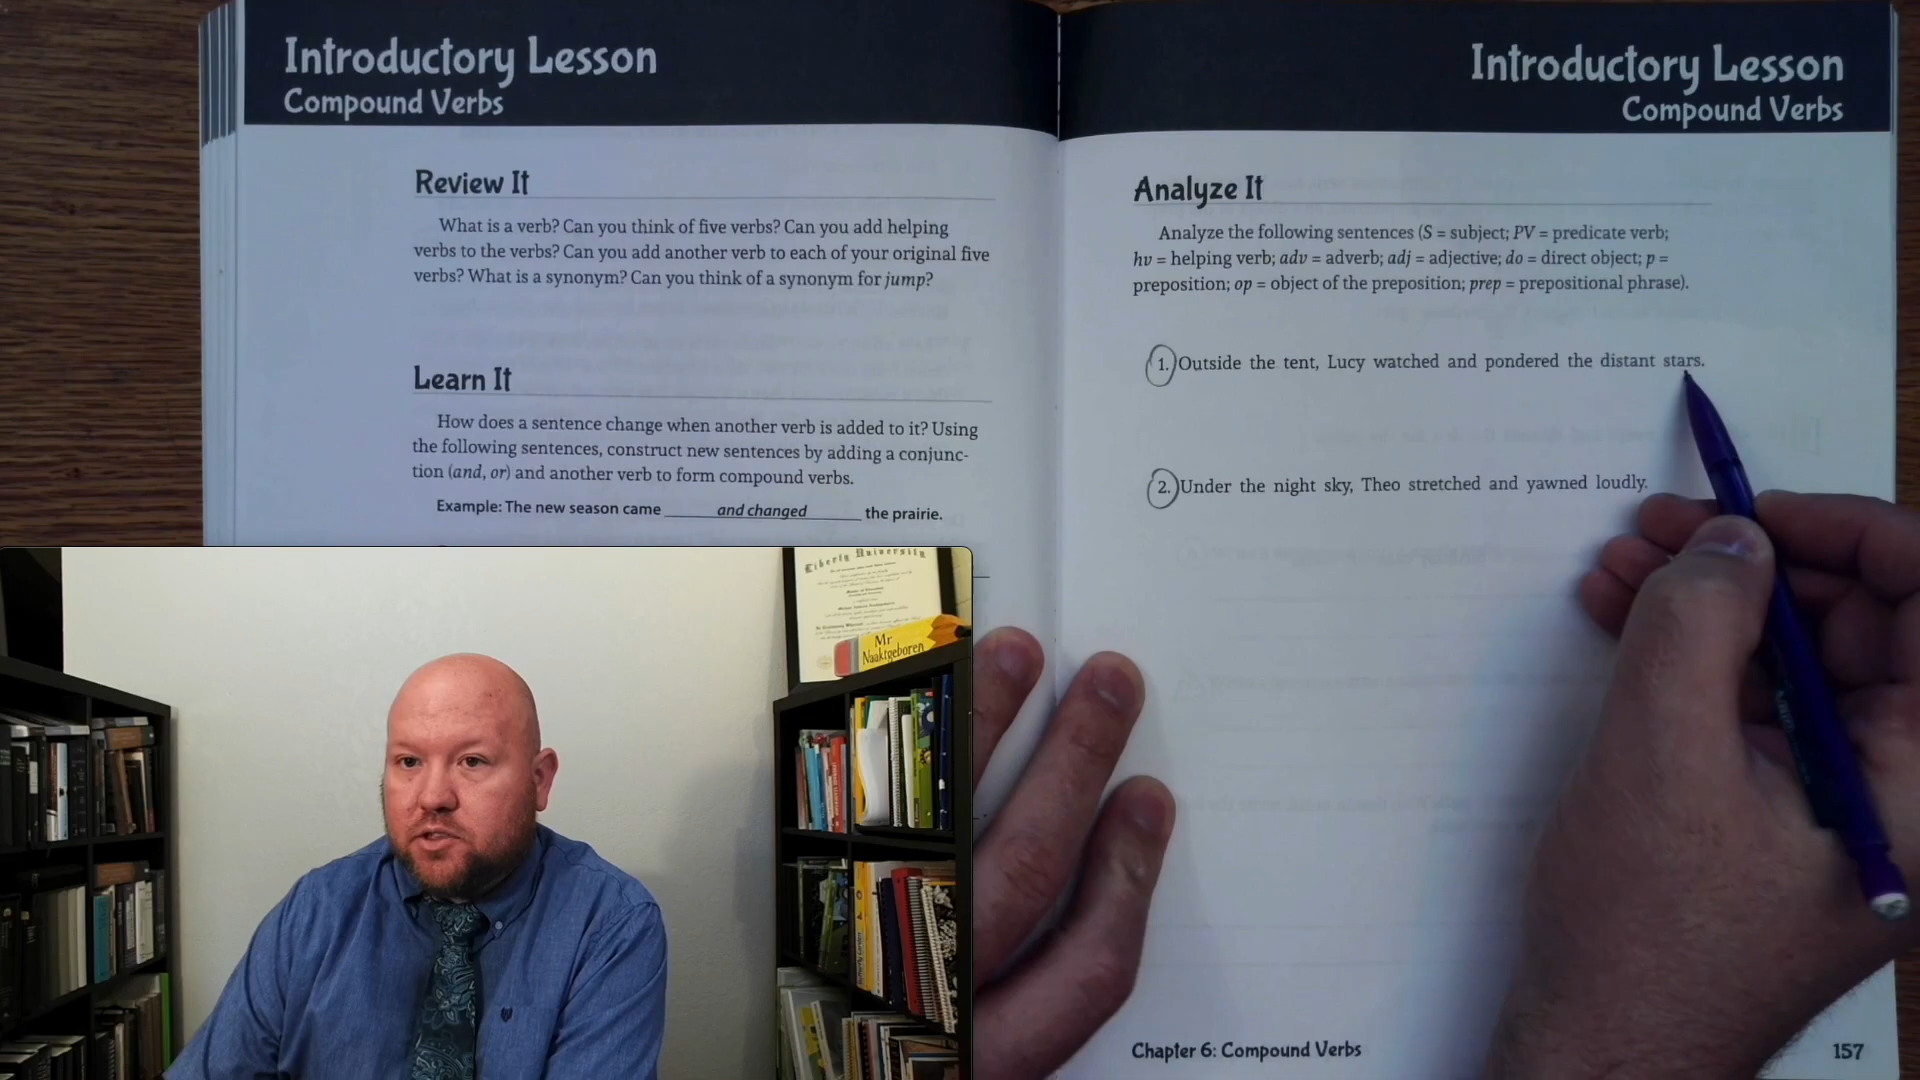 Introductory Lesson
Compound Verbs
Review It
What is a verb? Can you think of five verbs? Can you add helping
verbs to the verbs? Can you add another verb to each of your original five
verbs? What is a synonym? Can you think of a synonym for jump?
Learn It
How does a sentence change when another verb is added to it? Using
the following sentences, construct new sentences by adding a conjunc-
tion (and, or) and another verb to form compound verbs.
Example: The new season came and changed the prairie.
Introductory Lesson
Compound Verbs
Analyze It
Analyze the following sentences (S = subject; PV = predicate verb;
hv = helping verb; adv = adverb; adj = adjective; do = direct object; p =
preposition; op = object of the preposition; prep = prepositional phrase).
1. Outside the tent, Lucy watched and pondered the distant stars.
2. Under the night sky, Theo stretched and yawned loudly.
Chapter 6: Compound Verbs
157
Liberty University
Mr
Naaktgeboren